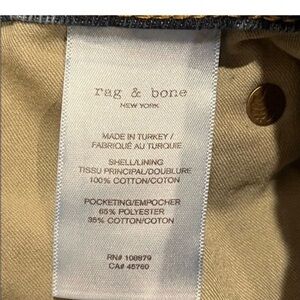 rag & bone
NEW YORK
MADE IN TURKEY /
FABRIQUÉ AU TURQUIE
SHELL/LINING
TISSU PRINCIPAL/DOUBLURE
100% COTTON/COTON
POCKETING/EMPOCHER
65% POLYESTER
35% COTTON/COTON
RN# 108879
CA# 45760